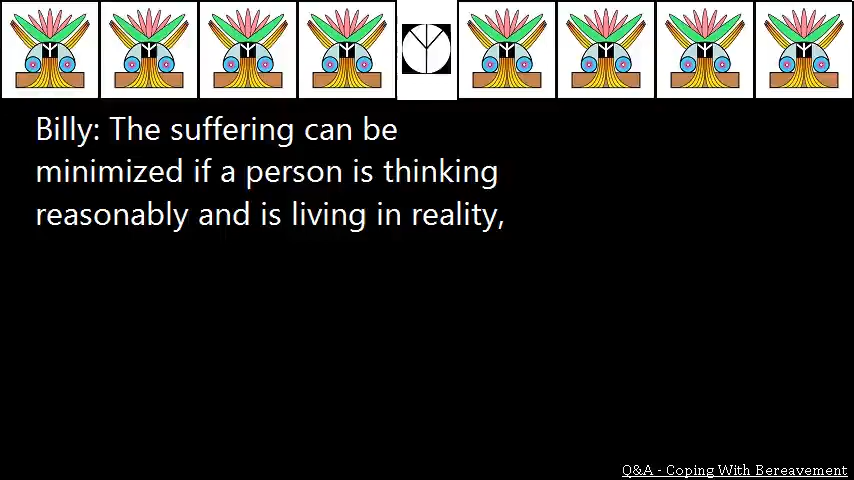 Billy: The suffering can be
minimized if a person is thinking
reasonably and is living in reality,
Q&A - Coping With Bereavement